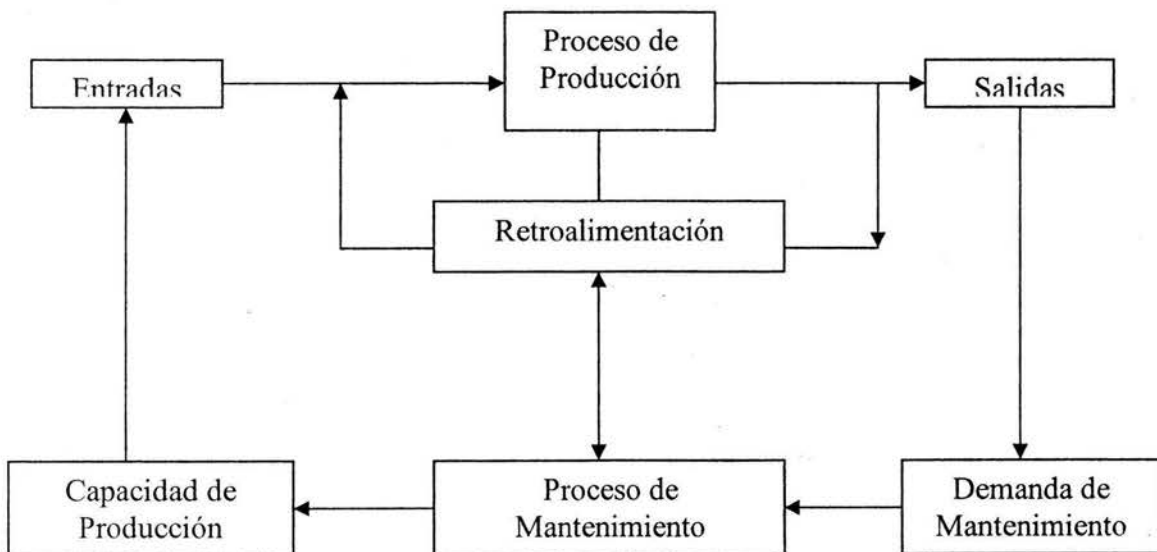 Proceso de
Producción
Entradas
Salidas
Retroalimentación
Capacidad de
Producción
Proceso de
Mantenimiento
Demanda de
Mantenimiento